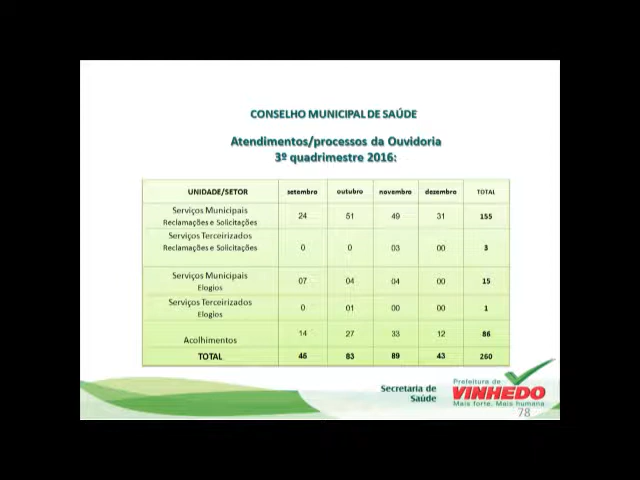 CONSELHO MUNICIPAL DE SAÚDE
Atendimentos/processos da Ouvidoria
3º quadrimestre 2016:
UNIDADE/SETOR setembro outubro novembro dezembro TOTAL
Serviços Municipais
Reclamações e Solicitações 24 51 49 31 155
Serviços Terceirizados
Reclamações e Solicitações 0 0 03 00 3
Serviços Municipais
Elogios 07 04 04 00 15
Serviços Terceirizados
Elogios 0 01 00 00 1
Acolhimentos 14 27 33 12 86
TOTAL 46 83 89 43 260
Secretaria de
Saúde
Prefeitura de
VINHEDO
Mais forte. Mais humana
78